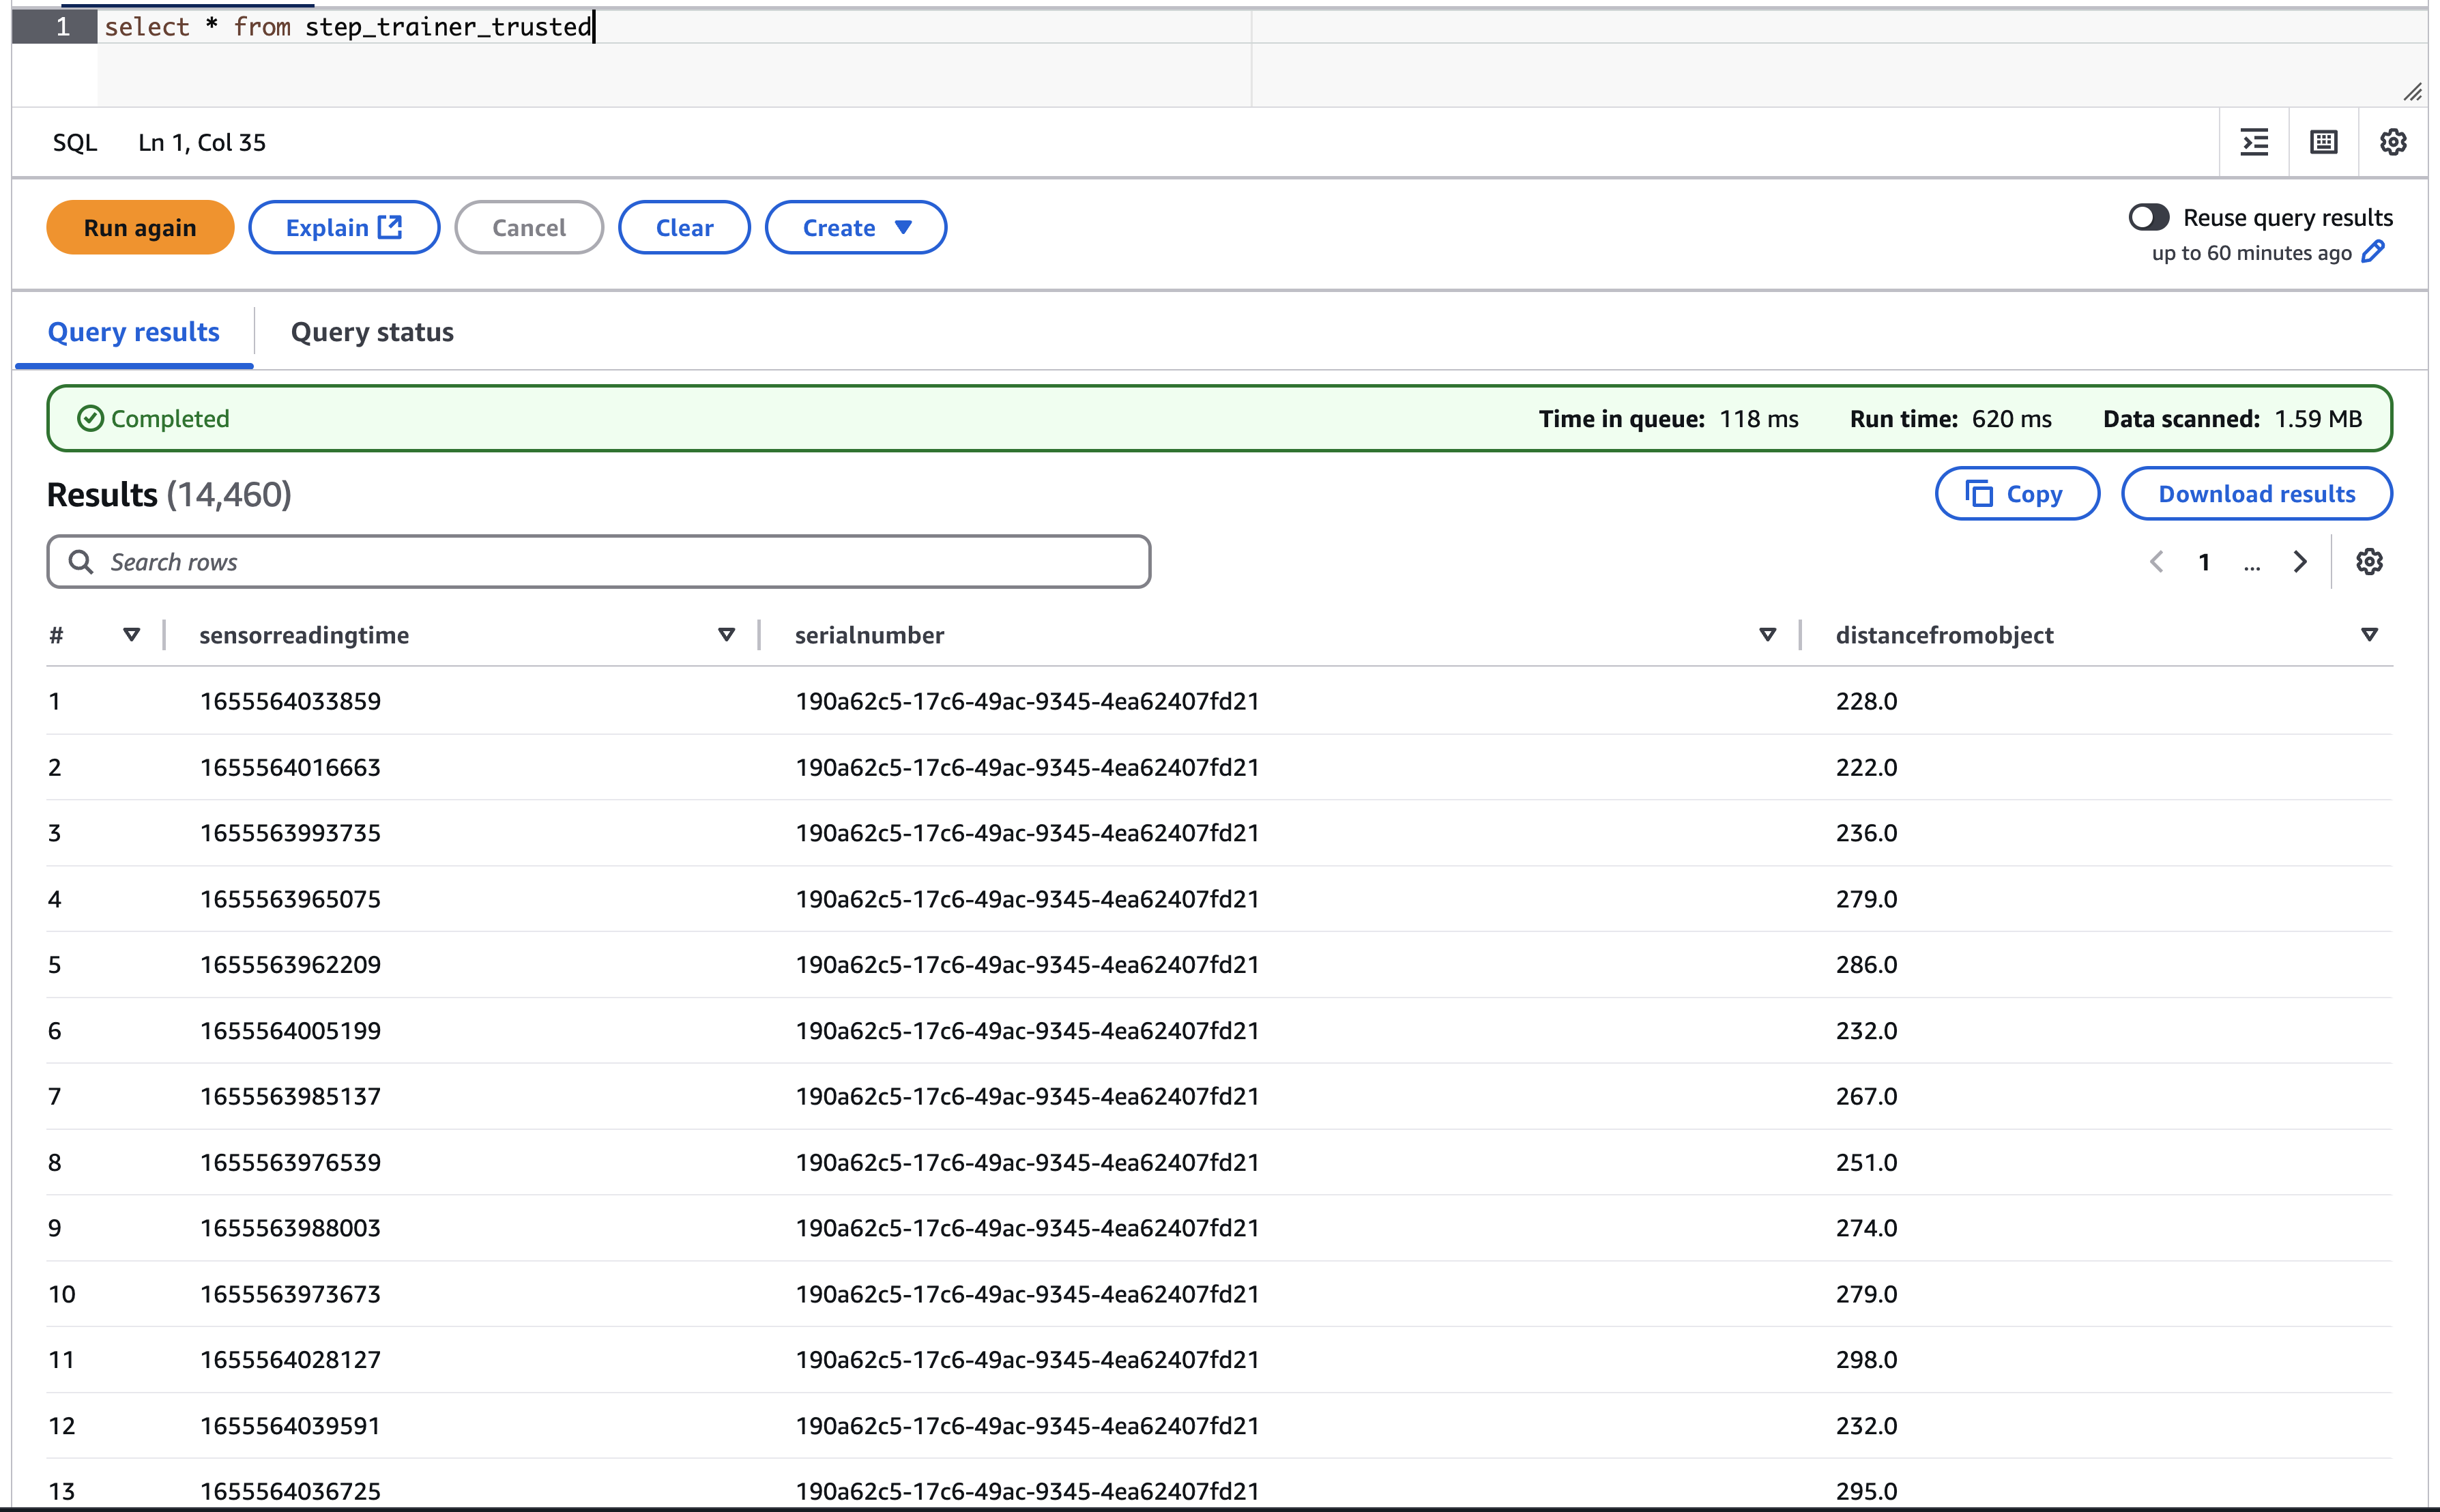 1 select * from step_trainer_trusted
SQL Ln 1, Col 35
Run again Explain Cancel Clear Create Reuse query results
up to 60 minutes ago
Query results Query status
Completed Time in queue: 118 ms Run time: 620 ms Data scanned: 1.59 MB
Results (14,460) Copy Download results
Search rows 1 ...
# sensorreadingtime serialnumber distancefromobject
1 1655564033859 190a62c5-17c6-49ac-9345-4ea62407fd21 228.0
2 1655564016663 190a62c5-17c6-49ac-9345-4ea62407fd21 222.0
3 1655563993735 190a62c5-17c6-49ac-9345-4ea62407fd21 236.0
4 1655563965075 190a62c5-17c6-49ac-9345-4ea62407fd21 279.0
5 1655563962209 190a62c5-17c6-49ac-9345-4ea62407fd21 286.0
6 1655564005199 190a62c5-17c6-49ac-9345-4ea62407fd21 232.0
7 1655563985137 190a62c5-17c6-49ac-9345-4ea62407fd21 267.0
8 1655563976539 190a62c5-17c6-49ac-9345-4ea62407fd21 251.0
9 1655563988003 190a62c5-17c6-49ac-9345-4ea62407fd21 274.0
10 1655563973673 190a62c5-17c6-49ac-9345-4ea62407fd21 279.0
11 1655564028127 190a62c5-17c6-49ac-9345-4ea62407fd21 298.0
12 1655564039591 190a62c5-17c6-49ac-9345-4ea62407fd21 232.0
13 1655564036725 190a62c5-17c6-49ac-9345-4ea62407fd21 295.0